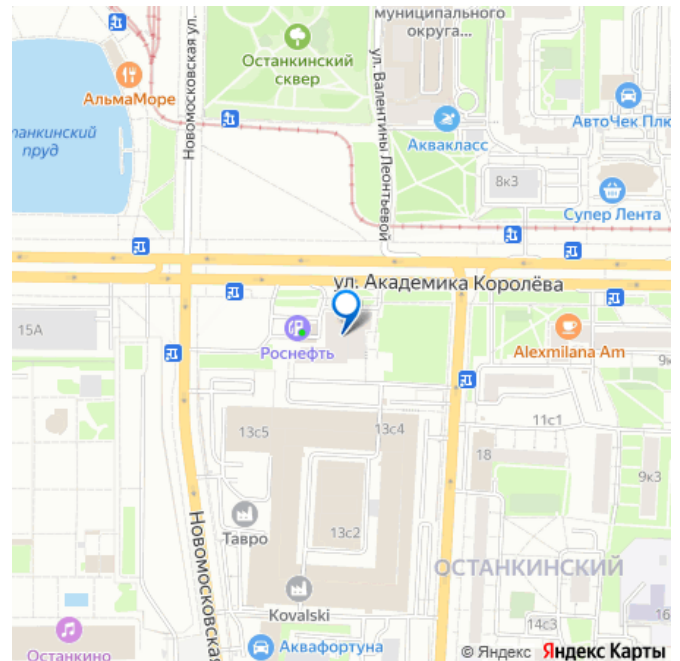 муниципального
округа...
Останкинский
сквер
АльмаМоре
Новомосковская ул.
ул. Валентины Леонтьевой
АвтоЧек Плю
Аквакласс
танкинский
пруд
8к3
Супер Лента
ул. Академика Королёва
15А
Роснефть
Alexmilana Am
9к
11с1
13с5
13с4
18
9к3
13с2
Тавро
Новомосковская
ОСТАНКИНСКИЙ
Kovalski
14с3
16
Останкино
Аквафортуна
© Яндекс Яндекс Карты